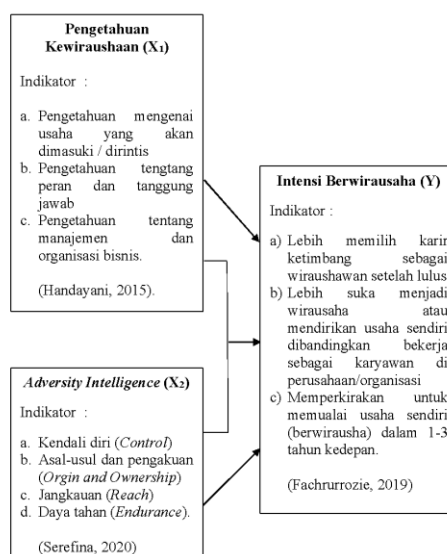 Pengetahuan
Kewirushaan (X₁)
Indikator :
a. Pengetahuan mengenai
usaha yang akan
dimasuki / dirintis
b. Pengetahuan tengtang
peran dan tanggung
jawab
c. Pengetahuan tentang
manajemen dan
organisasi bisnis.
(Handayani, 2015).
Adversity Intelligence (X₂)
Indikator :
a. Kendali diri (Control)
b. Asal-usul dan pengakuan
(Orgin and Ownership)
c. Jangkauan (Reach)
d. Daya tahan (Endurance).
(Serefina, 2020)
Intensi Berwirausaha (Y)
Indikator :
a) Lebih memilih karir
ketimbang sebagai
wiraushawan setelah lulus
b) Lebih suka menjadi
wirausaha atau
mendirikan usaha sendiri
dibandingkan bekerja
sebagai karyawan di
perusahaan/organisasi
c) Memperkirakan untuk
memualai usaha sendiri
(berwirausha) dalam 1-3
tahun kedepan.
(Fachrurrozie, 2019)